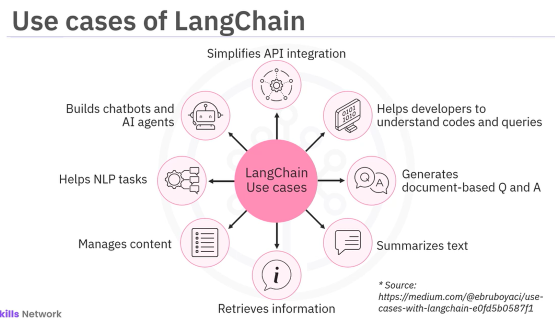 Use cases of LangChain
Simplifies API integration
Builds chatbots and
AI agents
Helps developers to
understand codes and queries
0101
1010
LangChain
Use cases
Helps NLP tasks
Q
A
Generates
document-based Q and A
Manages content
Summarizes text
i
Retrieves information
* Source:
https://medium.com/@ebruboyaci/use-
cases-with-langchain-e0fd5b0587f1
kills Network